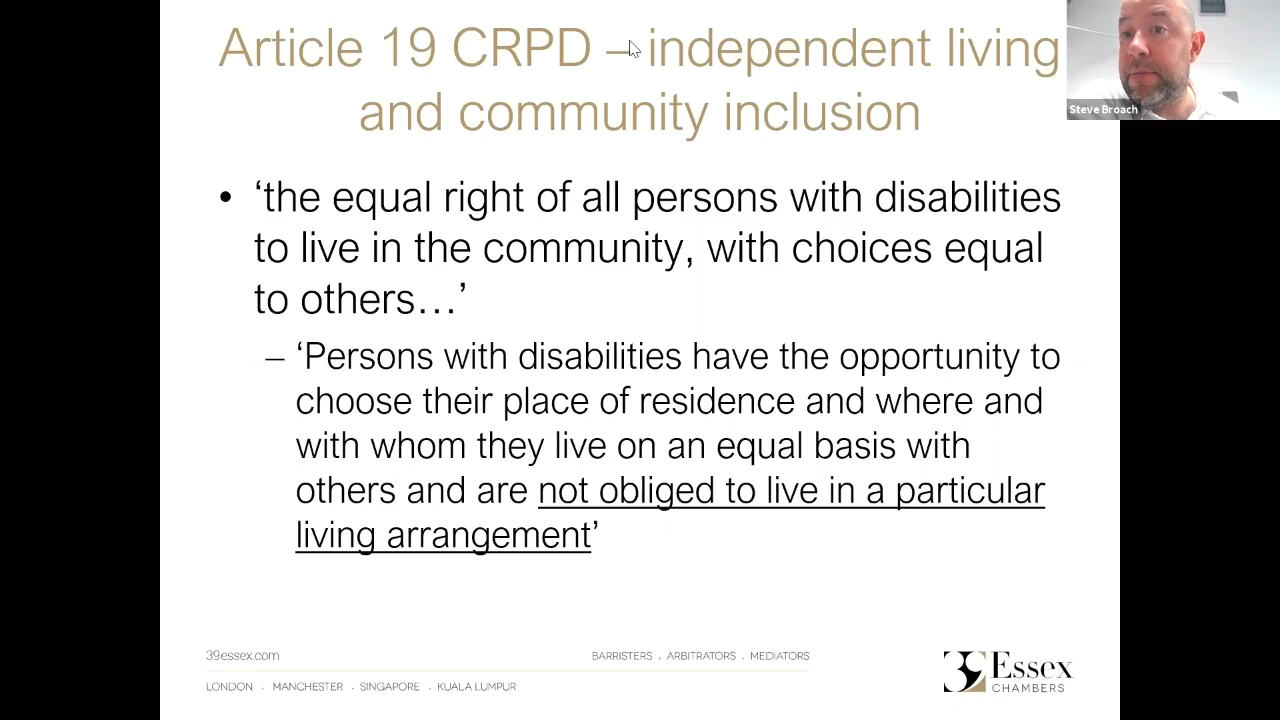 Article 19 CRPD – independent living
and community inclusion
Steve Broach
• ‘the equal right of all persons with disabilities
to live in the community, with choices equal
to others…’
– ‘Persons with disabilities have the opportunity to
choose their place of residence and where and
with whom they live on an equal basis with
others and are not obliged to live in a particular
living arrangement’
39essex.com
BARRISTERS . ARBITRATORS . MEDIATORS
LONDON . MANCHESTER . SINGAPORE . KUALA LUMPUR
39 Essex
CHAMBERS